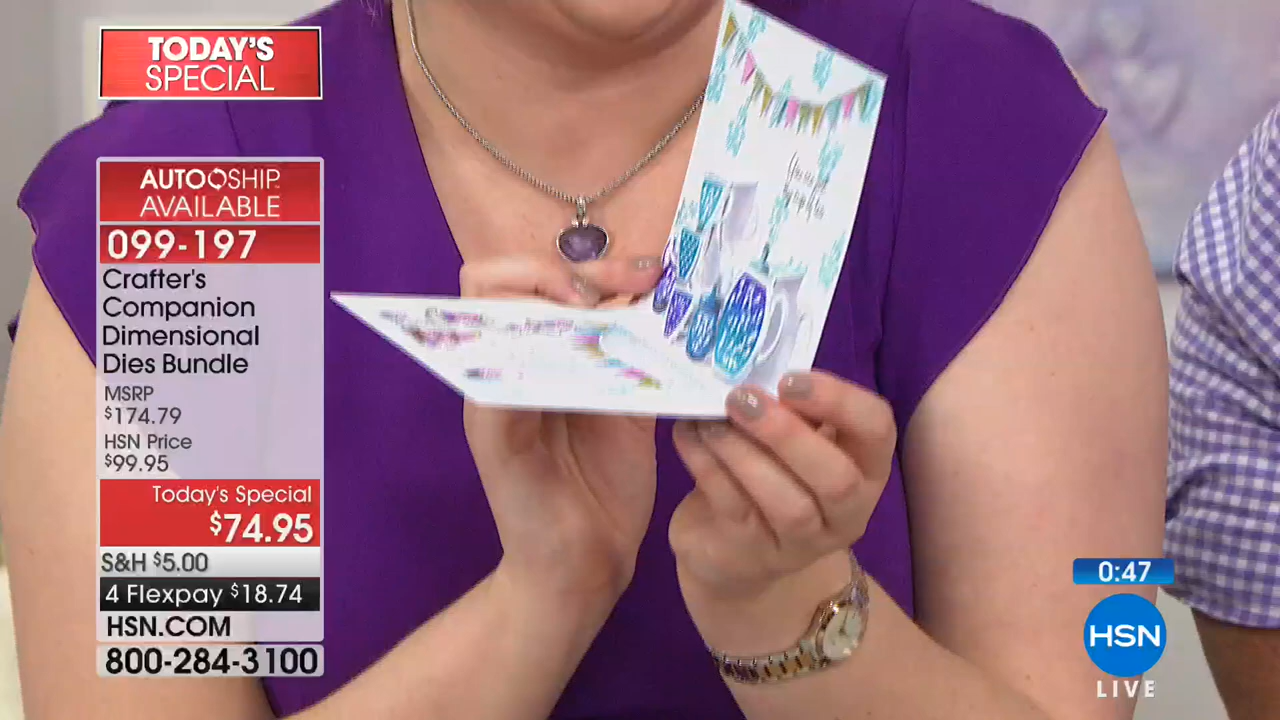 TODAY'S
SPECIAL
AUTOSHIP™
AVAILABLE
099-197
Crafter's
Companion
Dimensional
Dies Bundle
MSRP
$174.79
HSN Price
$99.95
Today's Special
$74.95
S&H $5.00
4 Flexpay $18.74
HSN.COM
800-284-3100
0:47
HSN
LIVE